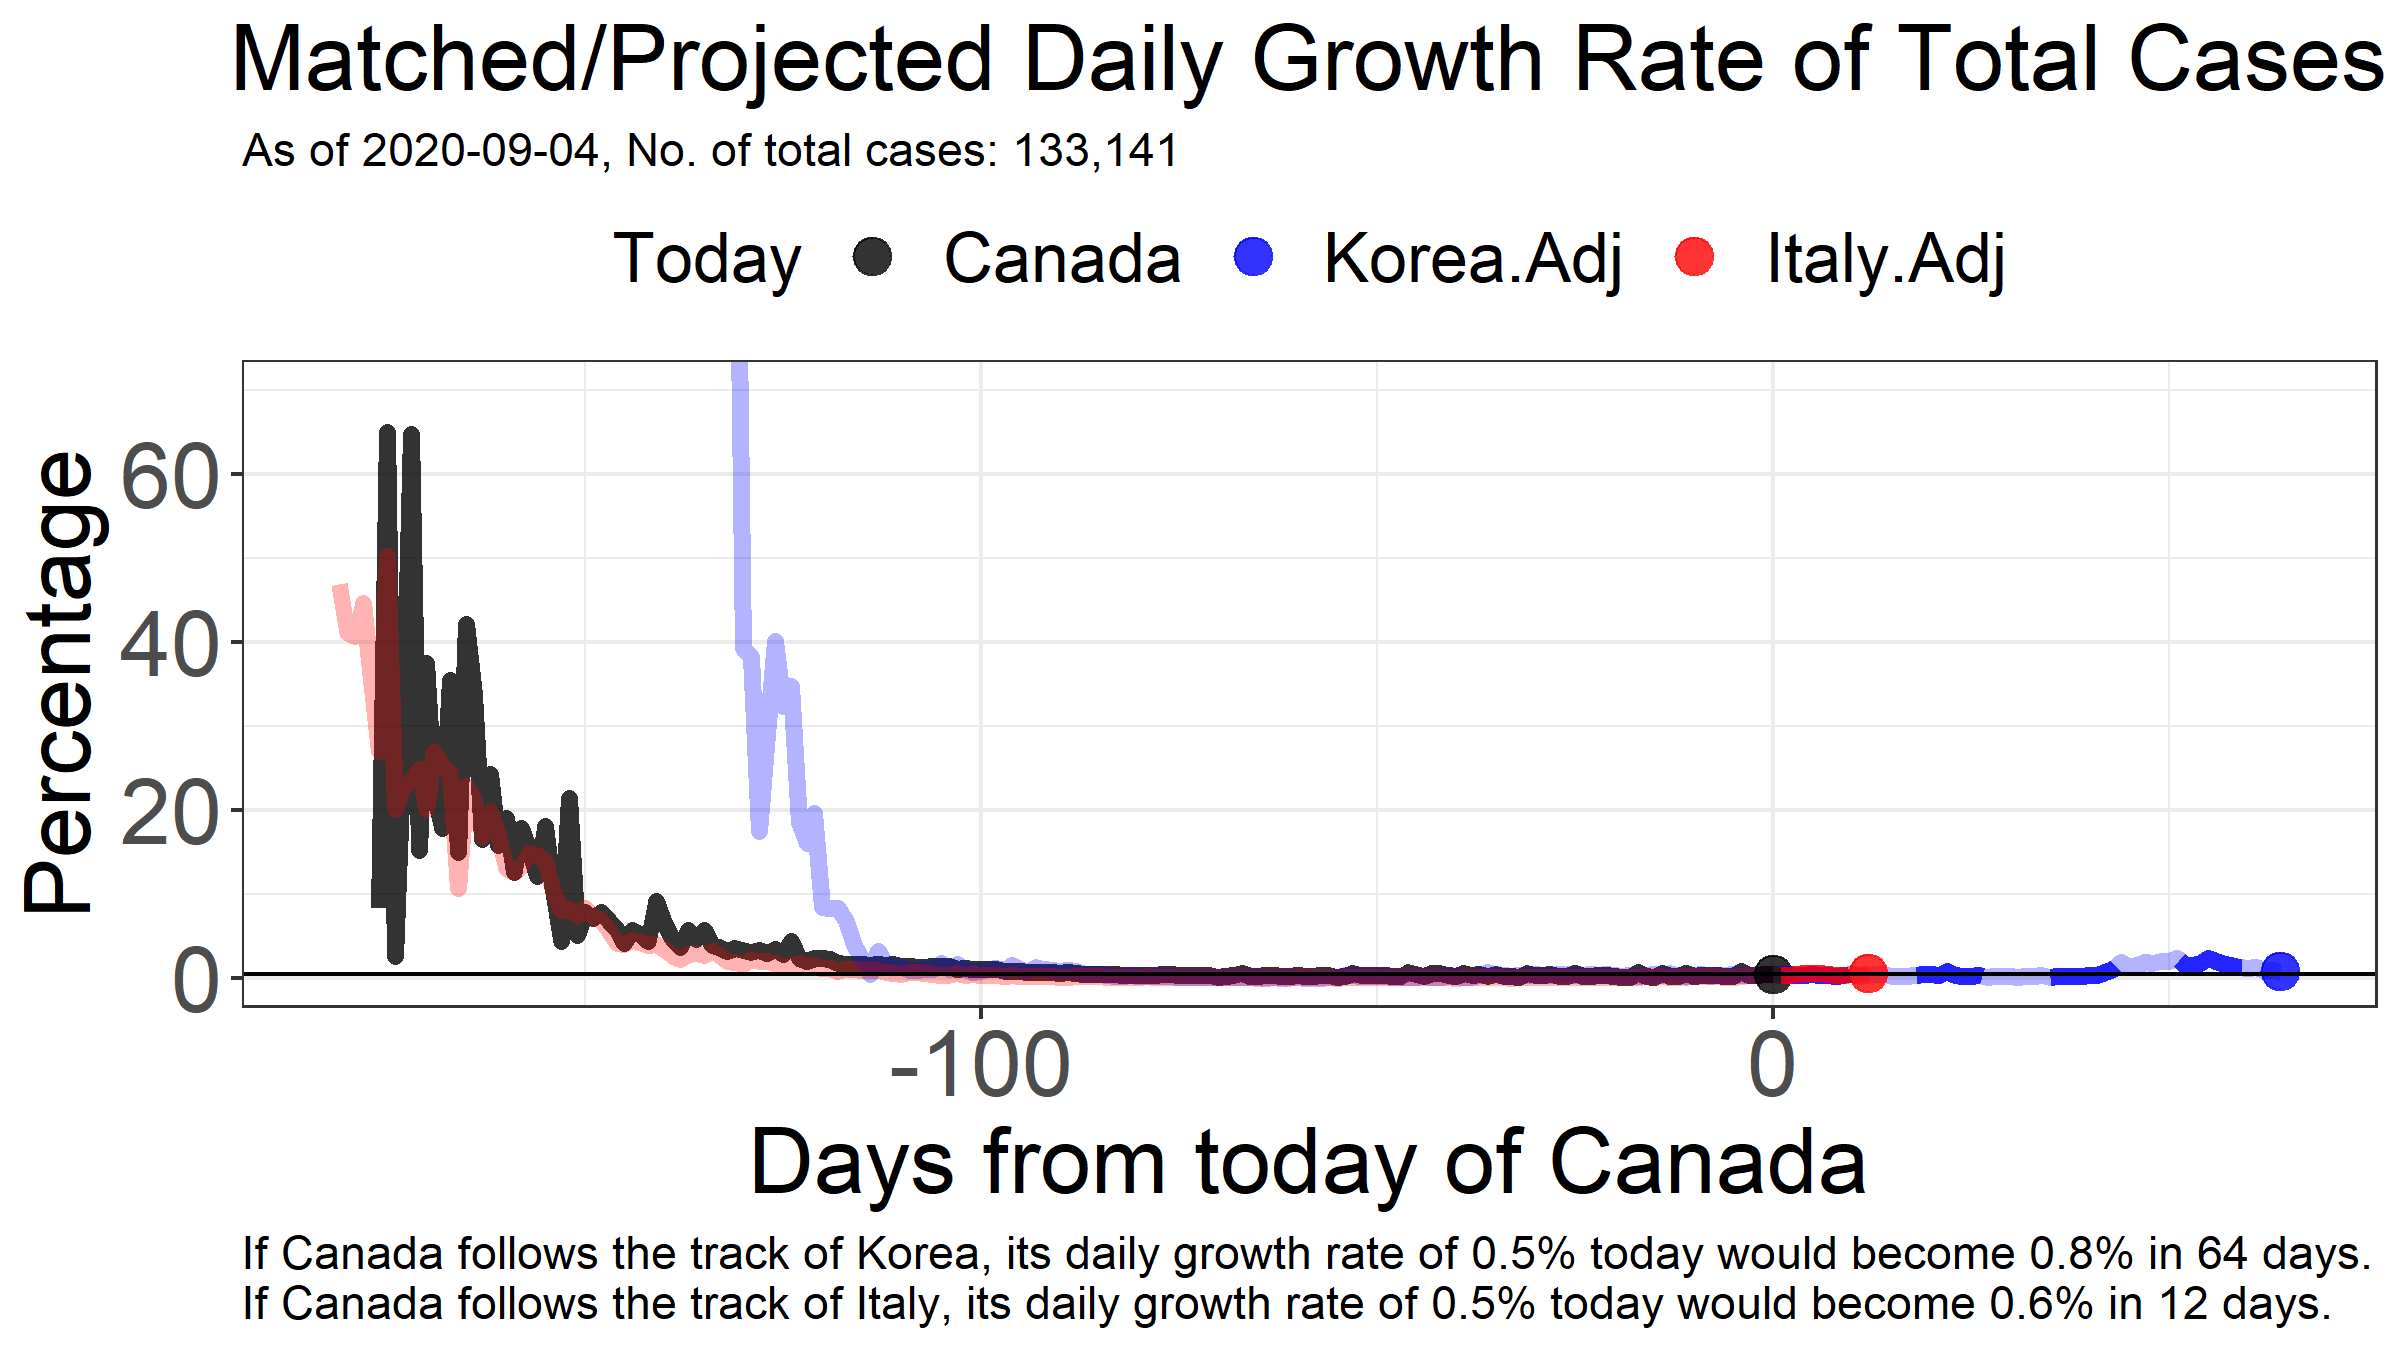 Matched/Projected Daily Growth Rate of Total Cases
As of 2020-09-04, No. of total cases: 133,141
Today Canada Korea.Adj Italy.Adj
Percentage
60
40
20
0
-100 0
Days from today of Canada
If Canada follows the track of Korea, its daily growth rate of 0.5% today would become 0.8% in 64 days.
If Canada follows the track of Italy, its daily growth rate of 0.5% today would become 0.6% in 12 days.